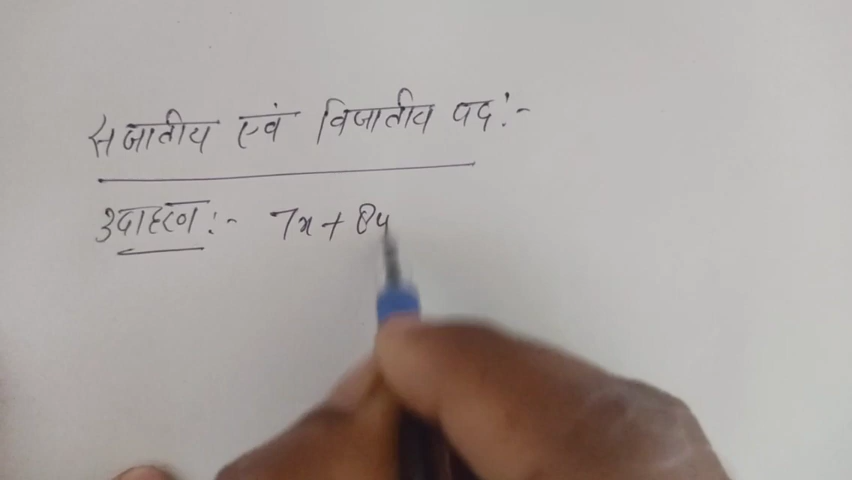 सजातीय एवं विजातीय पद :-
उदाहरण :- 7x + 8y